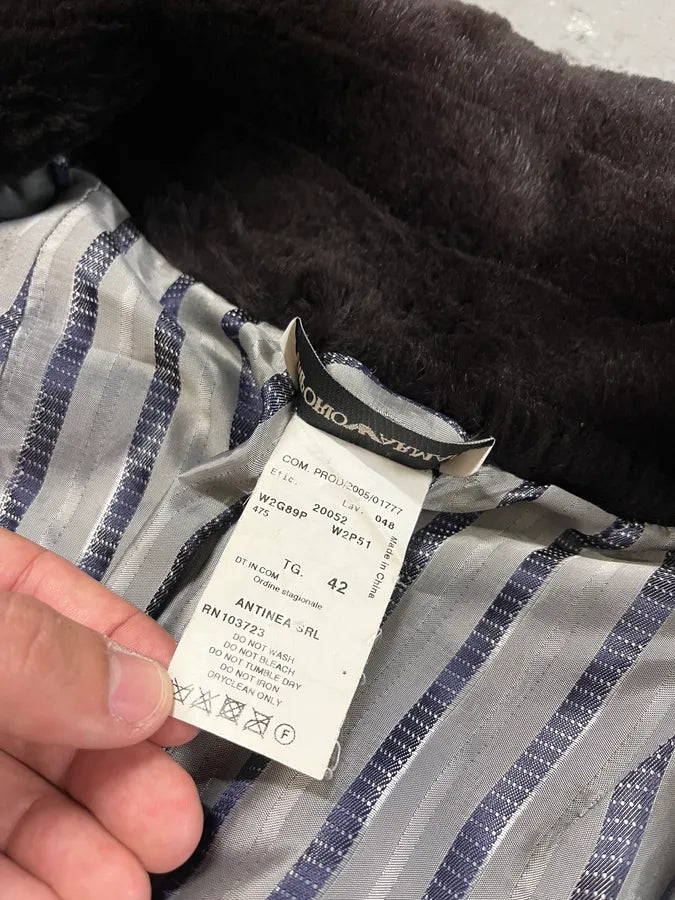 COM. PROD/2005/01777
Etic. Lav. 048
W2G89P 20052 W2P51
475
Made in China
TG. 42
DT.IN COM
Ordine stagionale
ANTINEA SRL
RN103723
DO NOT WASH
DO NOT BLEACH
DO NOT TUMBLE DRY
DO NOT IRON
DRYCLEAN ONLY
F